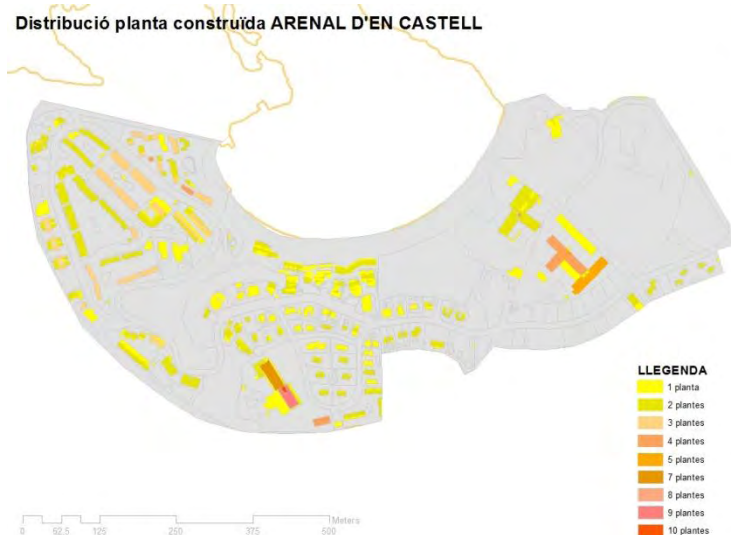 Distribució planta construïda ARENAL D'EN CASTELL
LLEGENDA
1 planta
2 plantes
3 plantes
4 plantes
5 plantes
7 plantes
8 plantes
9 plantes
10 plantes
Meters
0 62.5 125 250 375 500